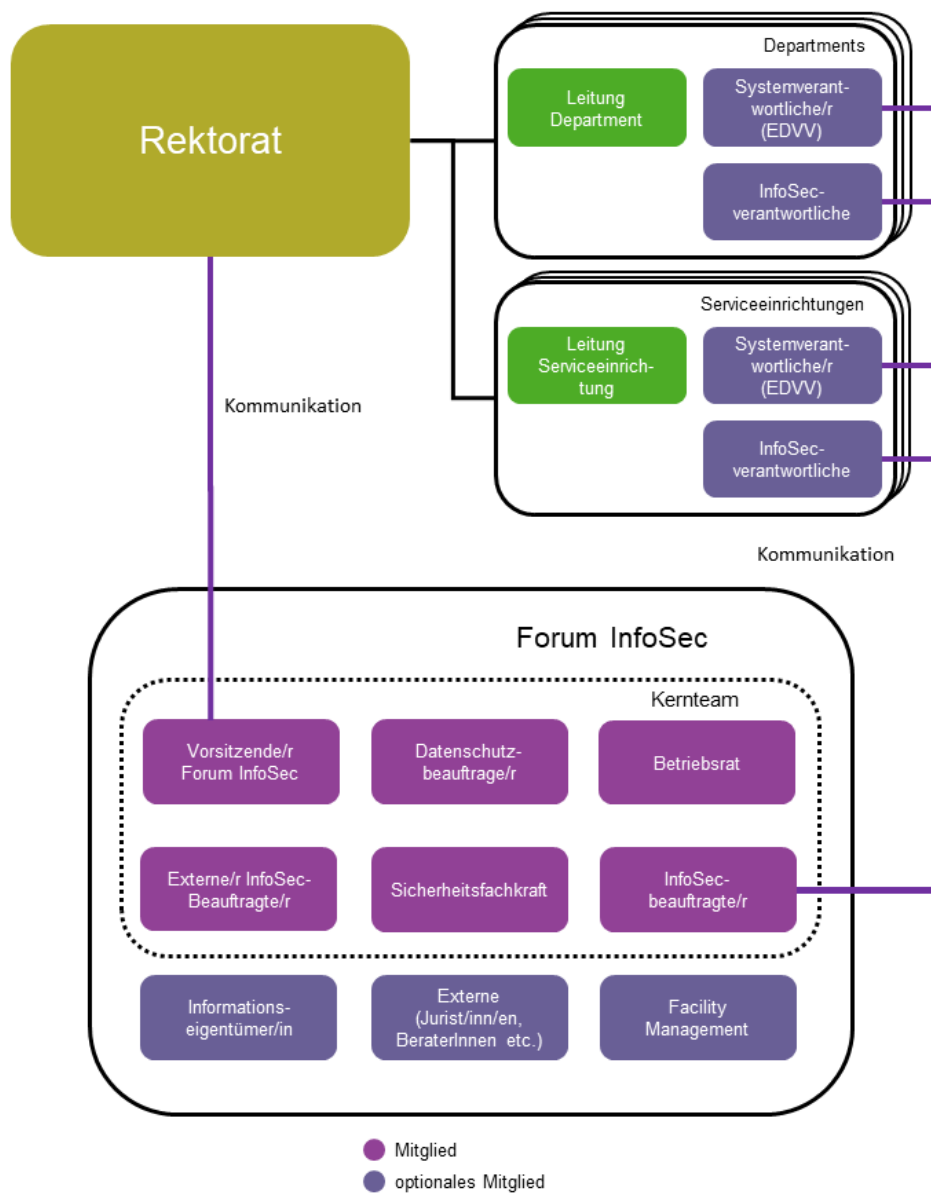 Rektorat
Departments
Leitung
Department
Systemverant-
wortliche/r
(EDVV)
InfoSec-
verantwortliche
Serviceeinrichtungen
Leitung
Serviceeinrich-
tung
Systemverant-
wortliche/r
(EDVV)
InfoSec-
verantwortliche
Kommunikation
Kommunikation
Forum InfoSec
Kernteam
Vorsitzende/r
Forum InfoSec
Datenschutz-
beauftrage/r
Betriebsrat
Externe/r InfoSec-
Beauftragte/r
Sicherheitsfachkraft
InfoSec-
beauftragte/r
Informations-
eigentümer/in
Externe
(Jurist/inn/en,
BeraterInnen etc.)
Facility
Management
Mitglied
optionales Mitglied